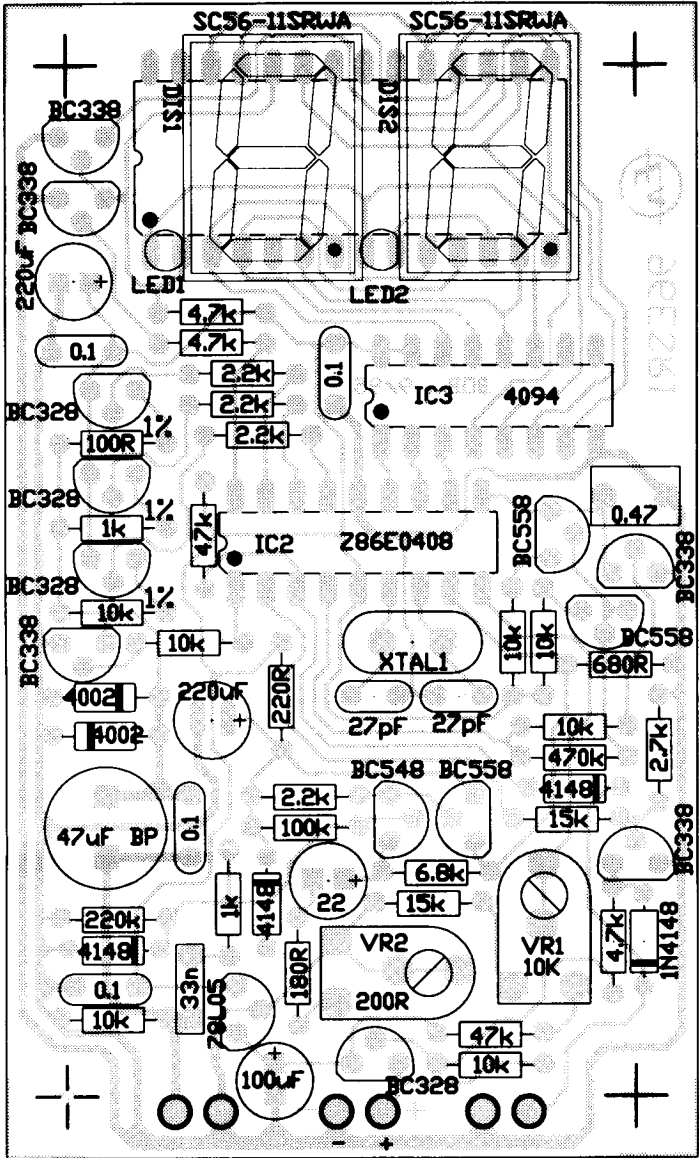 SC56-11SRWA SC56-11SRWA
DIS1
DIS2
BC338
BC338
220uF +
LED1
LED2
4.7k
4.7k
0.1
0.1
2.2k
2.2k
2.2k
IC3 4094
BC328
100R 1%
BC328
1k 1%
47k
IC2 Z86E0408
BC558
0.47
BC338
BC328
10k 1%
BC338
10k
XTAL1
10k
10k
BC558
680R
4002
220uF +
220R
27pF 27pF
4002
10k
470k
2.7k
BC548 BC558
4148
47uF BP
0.1
2.2k
100k
15k
BC338
6.8k
22 +
15k
1k
4148
220k
4148
VR2
200R
VR1
10K
4.7k
1N4148
0.1
33n
180R
10k
78L05
47k
10k
+
100uF
BC328
- +